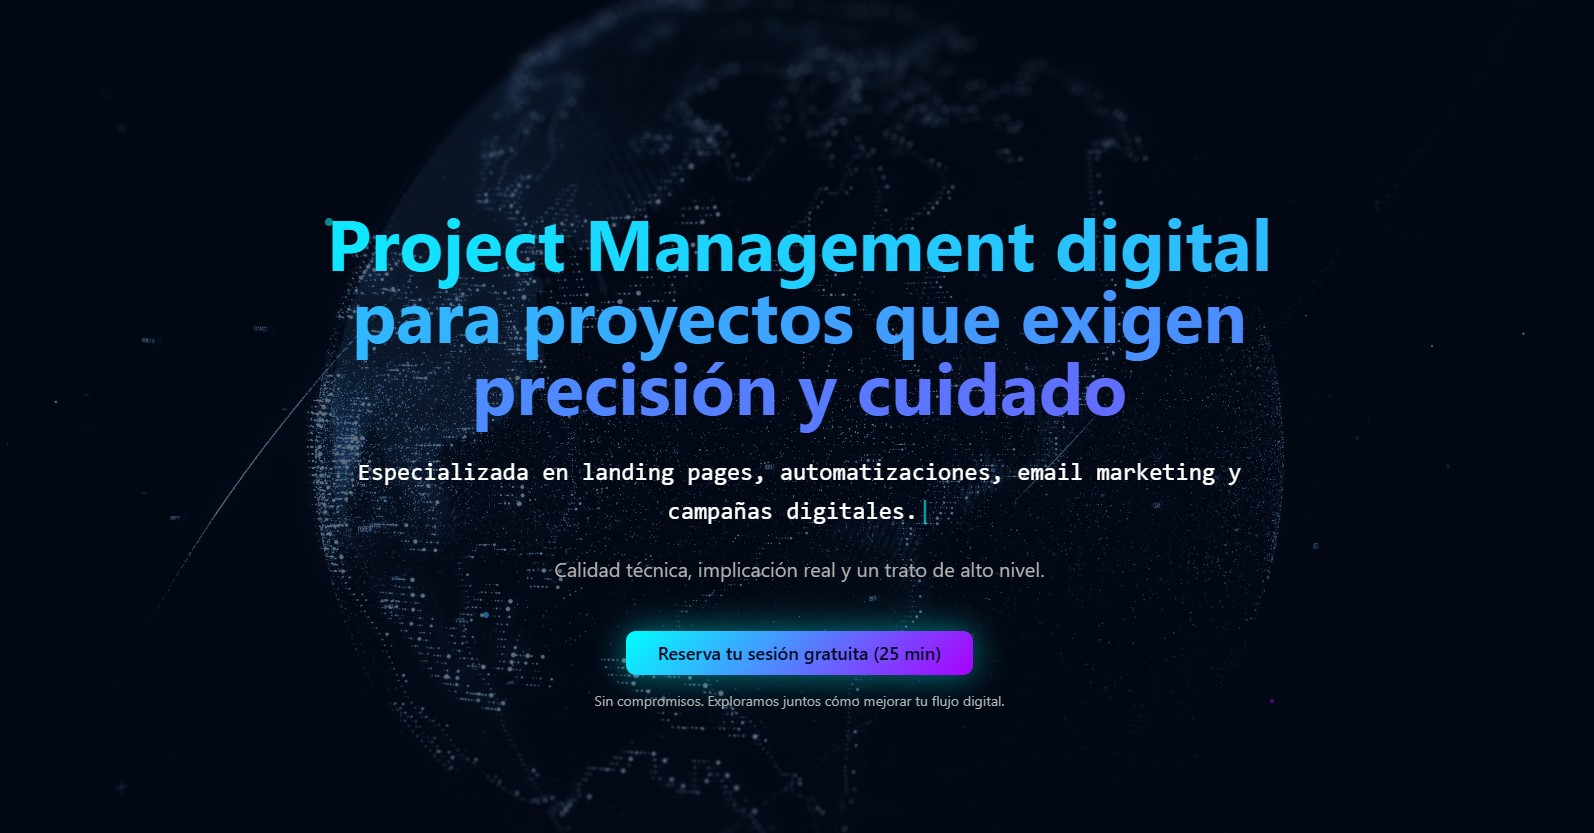 Project Management digital
para proyectos que exigen
precisión y cuidado
Especializada en landing pages, automatizaciones, email marketing y
campañas digitales.
Calidad técnica, implicación real y un trato de alto nivel.
Reserva tu sesión gratuita (25 min)
Sin compromisos. Exploramos juntos cómo mejorar tu flujo digital.